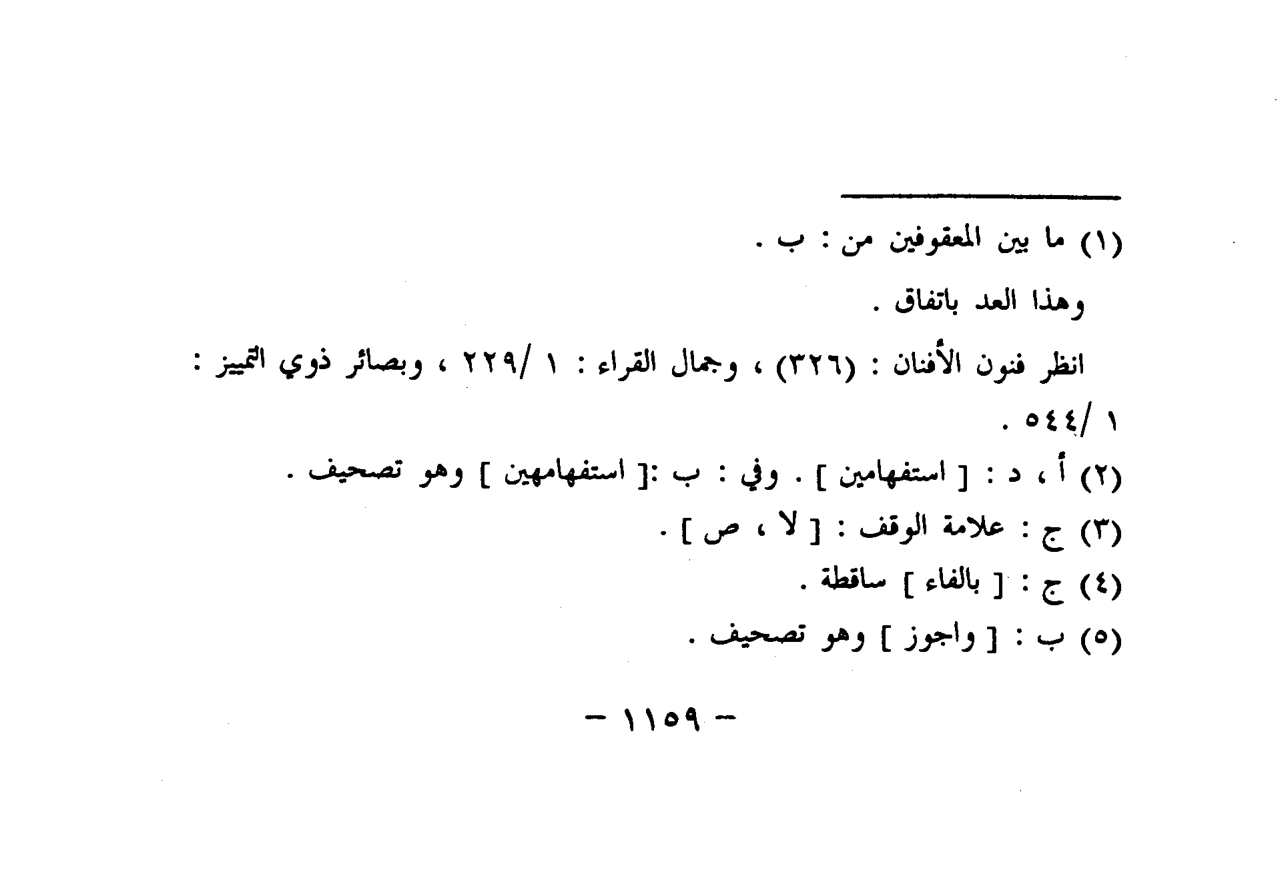 (١) ما بين المعقوفين من : ب .
وهذا العد باتفاق .
انظر فنون الأفنان : (٣٢٦) ، وجمال القراء : ١ /٢٢٩ ، وبصائر ذوي التمييز :
١ /٥٤٤ .
(٢) أ ، د : [ استفهامين ] . وفي : ب :[ استفهامهين ] وهو تصحيف .
(٣) ج : علامة الوقف : [ لا ، ص ] .
(٤) ج : [ بالفاء ] ساقطة .
(٥) ب : [ واجوز ] وهو تصحيف .
– ١١٥٩ –